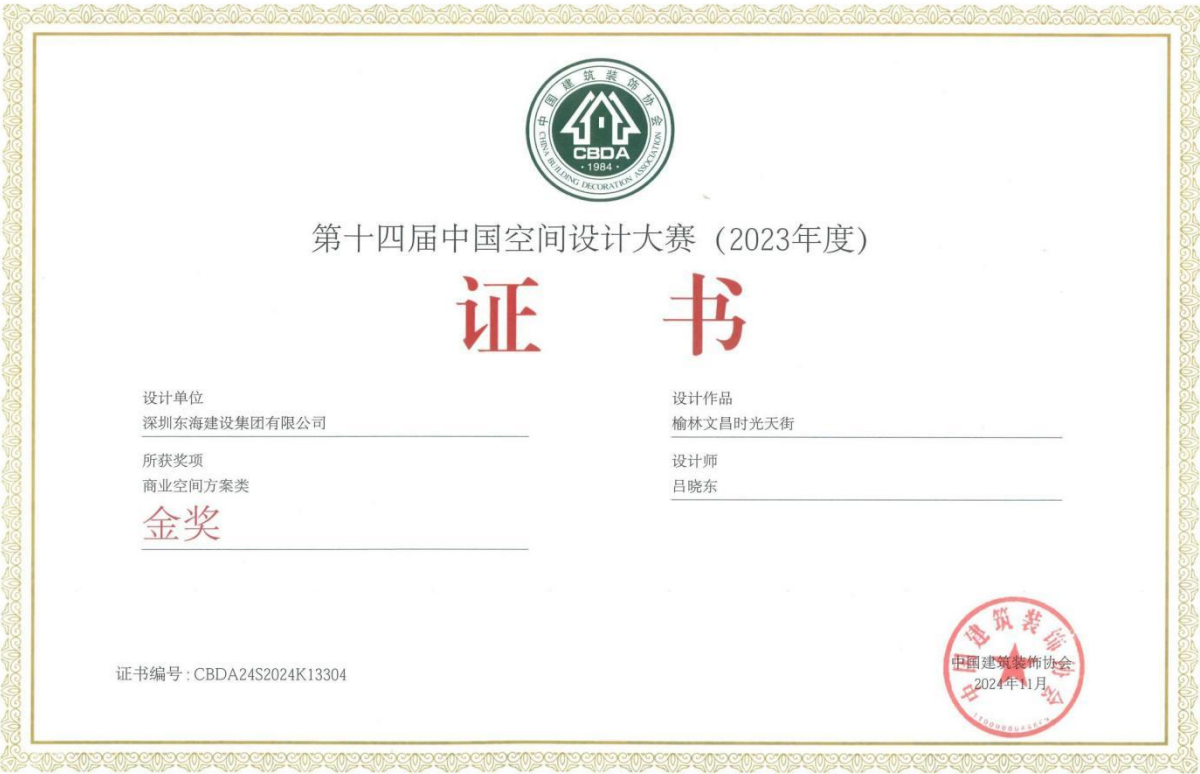 中国建筑装饰协会
CBDA
·1984·
CHINA BUILDING DECORATION ASSOCIATION
第十四届中国空间设计大赛（2023年度）
证 书
设计单位
深圳东海建设集团有限公司
设计作品
榆林文昌时光天街
所获奖项
商业空间方案类
金奖
设计师
吕晓东
证书编号：CBDA24S2024K13304
中国建筑装饰协会
中国建筑装饰协会
2024年11月